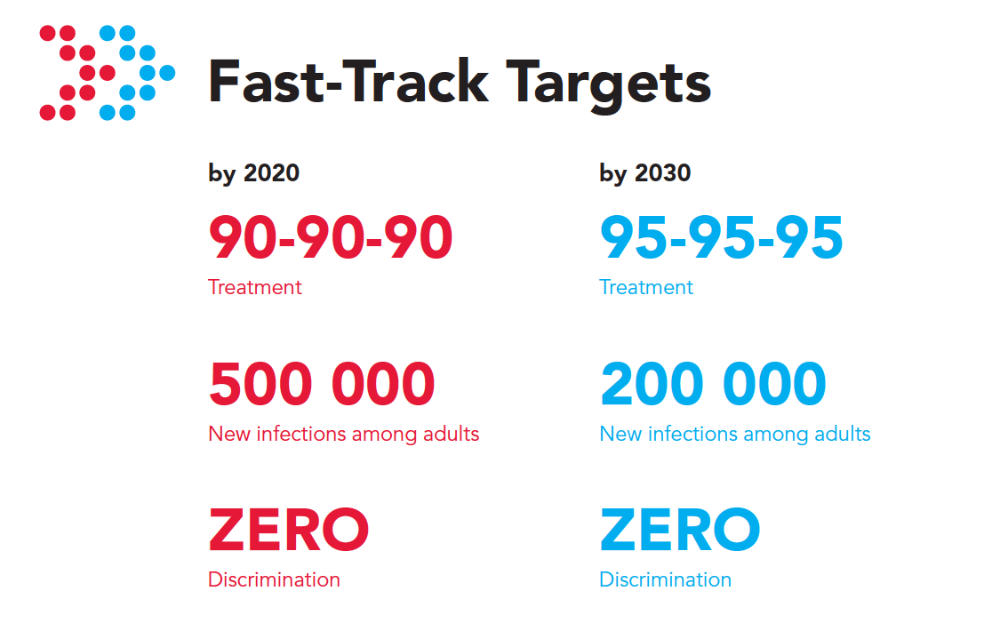 Fast-Track Targets
by 2020
90-90-90
Treatment
500 000
New infections among adults
ZERO
Discrimination
by 2030
95-95-95
Treatment
200 000
New infections among adults
ZERO
Discrimination